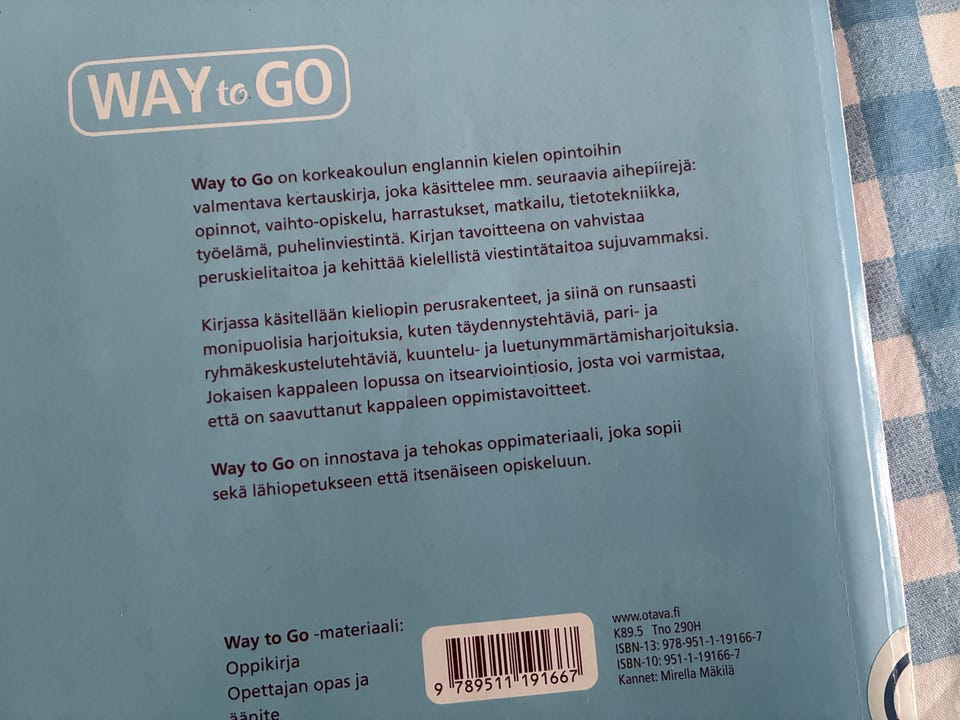 WAY to GO
Way to Go on korkeakoulun englannin kielen opintoihin
valmentava kertauskirja, joka käsittelee mm. seuraavia aihepiirejä:
opinnot, vaihto-opiskelu, harrastukset, matkailu, tietotekniikka,
työelämä, puhelinviestintä. Kirjan tavoitteena on vahvistaa
peruskielitaitoa ja kehittää kielellistä viestintätaitoa sujuvammaksi.
Kirjassa käsitellään kieliopin perusrakenteet, ja siinä on runsaasti
monipuolisia harjoituksia, kuten täydennystehtäviä, pari- ja
ryhmäkeskustelutehtäviä, kuuntelu- ja luetunymmärtämisharjoituksia.
Jokaisen kappaleen lopussa on itsearviointiosio, josta voi varmistaa,
että on saavuttanut kappaleen oppimistavoitteet.
Way to Go on innostava ja tehokas oppimateriaali, joka sopii
sekä lähiopetukseen että itsenäiseen opiskeluun.
Way to Go -materiaali:
Oppikirja
Opettajan opas ja
äänite
9 789511 191667
www.otava.fi
K89.5 Tno 290H
ISBN-13: 978-951-1-19166-7
ISBN-10: 951-1-19166-7
Kannet: Mirella Mäkilä